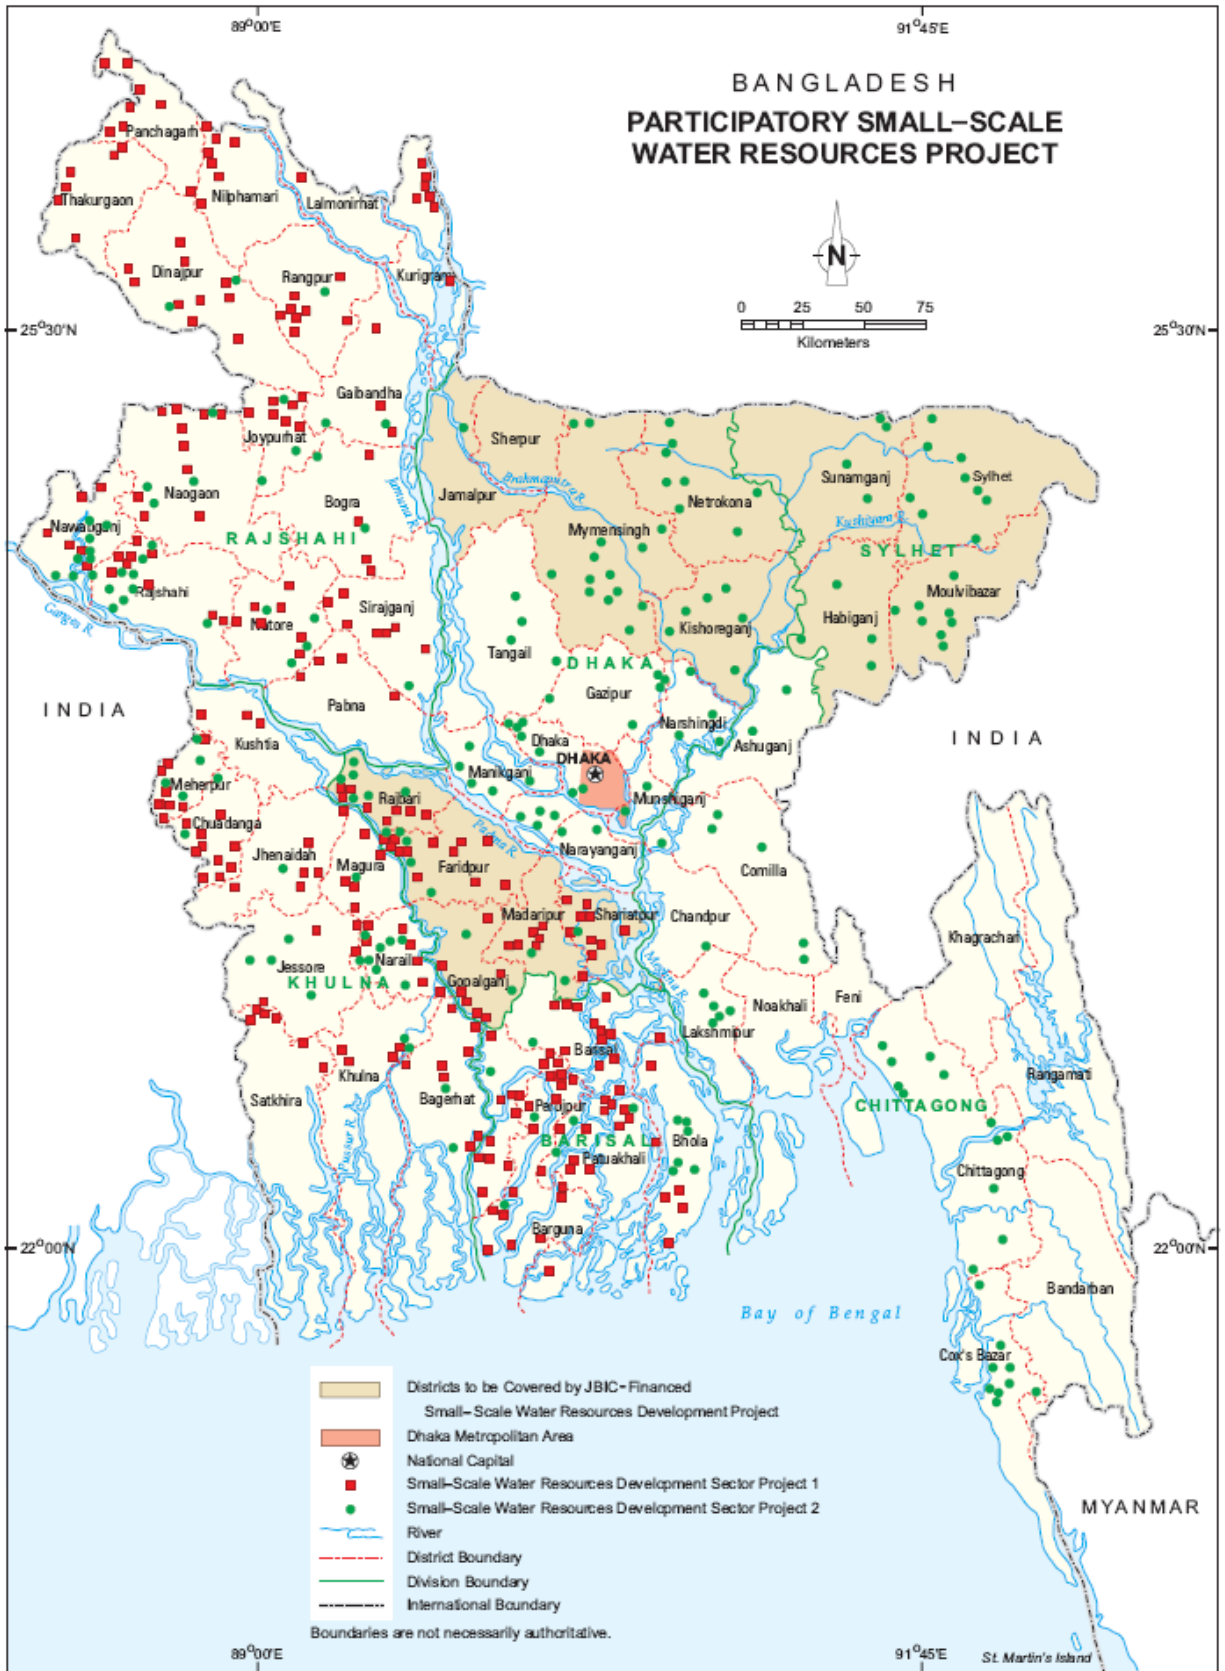 89°00'E
91°45'E
BANGLADESH
PARTICIPATORY SMALL–SCALE
WATER RESOURCES PROJECT
N
0 25 50 75
Kilometers
25°30'N
25°30'N
Panchagarh
Thakurgaon
Nilphamari
Lalmonirhat
Dinajpur
Rangpur
Kurigram
Gaibandha
Joypurhat
Jamuna R.
Sherpur
Brahmaputra R.
Jamalpur
Netrokona
Sunamganj
Sylhet
Naogaon
Bogra
Nawabganj
RAJSHAHI
Mymensingh
Kushiyara R.
SYLHET
Rajshahi
Sirajganj
Natore
Ganges R.
Kishoreganj
Habiganj
Moulvibazar
Tangail
DHAKA
Gazipur
INDIA
Pabna
Kushtia
Narshingdi
Ashuganj
INDIA
Dhaka
DHAKA
Manikganj
Meherpur
Rajbari
Munshiganj
Chuadanga
Padma R.
Jhenaidah
Magura
Faridpur
Narayanganj
Comilla
Madaripur
Shariatpur
Chandpur
Khagrachari
Jessore
Narail
KHULNA
Gopalganj
Meghna R.
Noakhali
Feni
Lakshmipur
Barisal
Khulna
Rangamati
Satkhira
Bagerhat
Perojpur
CHITTAGONG
Pussur R.
BARISAL
Bhola
Patuakhali
Chittagong
Barguna
22°00'N
22°00'N
Bandarban
Bay of Bengal
Cox's Bazar
Districts to be Covered by JBIC–Financed
Small–Scale Water Resources Development Project
Dhaka Metropolitan Area
National Capital
Small–Scale Water Resources Development Sector Project 1
Small–Scale Water Resources Development Sector Project 2
River
District Boundary
Division Boundary
International Boundary
Boundaries are not necessarily authoritative.
MYANMAR
89°00'E
91°45'E
St. Martin's Island